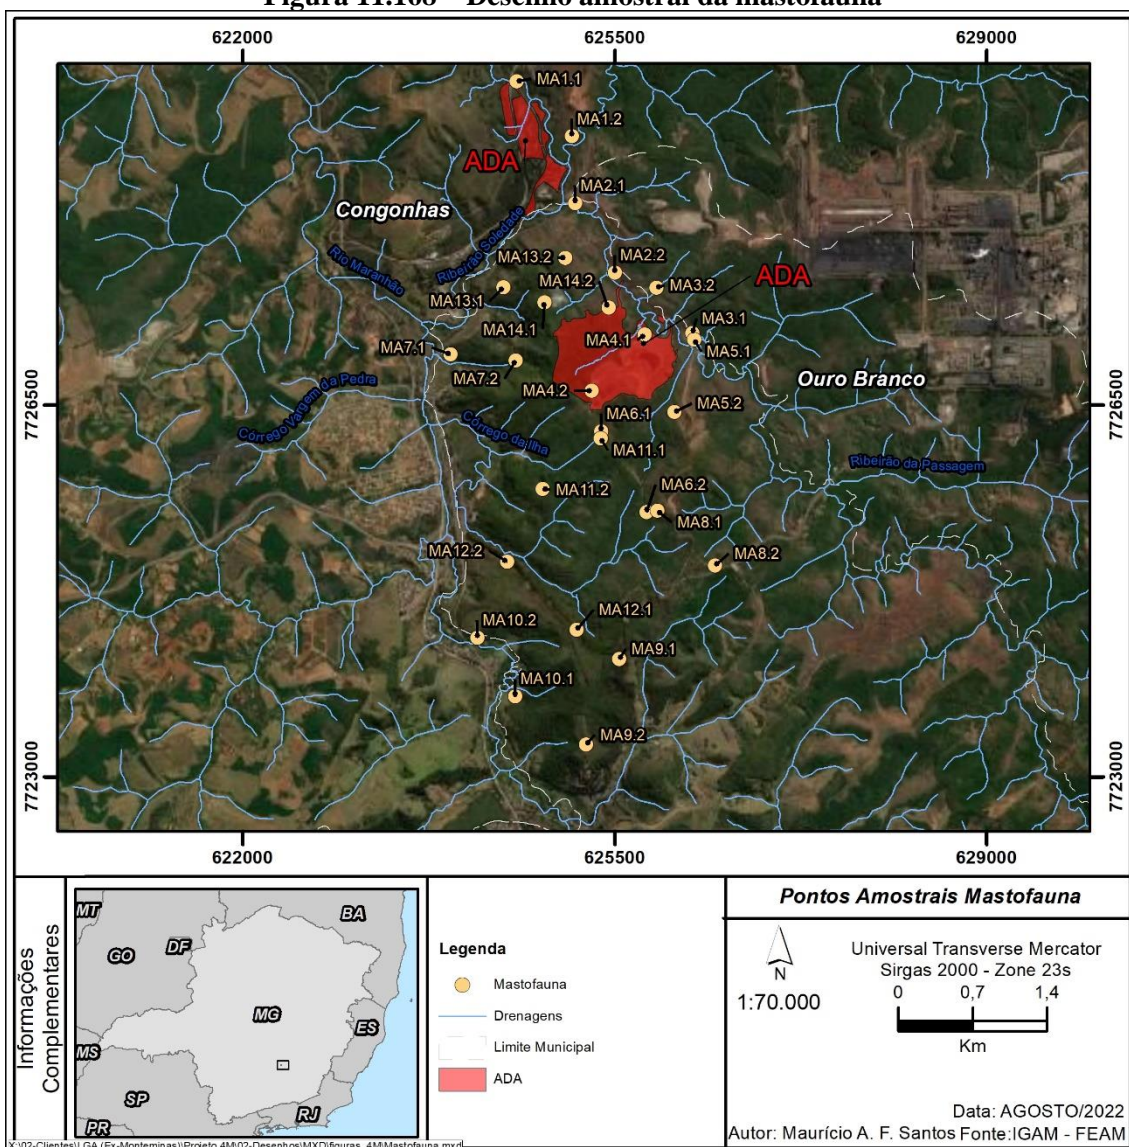 Figura 11.168 – Desenho amostral da mastofauna
622000
625500
629000
MA1.1
MA1.2
ADA
MA2.1
Congonhas
Ribeirão Soledade
Rio Maranhão
MA13.2
MA2.2
ADA
MA14.2
MA3.2
MA13.1
MA14.1
MA4.1
MA3.1
MA7.1
MA5.1
MA7.2
Ouro Branco
MA4.2
7726500
7726500
Córrego Vargem da Pedra
MA5.2
MA6.1
Córrego da Ilha
MA11.1
Ribeirão da Passagem
MA11.2
MA6.2
MA8.1
MA12.2
MA8.2
MA12.1
MA10.2
MA9.1
MA10.1
MA9.2
7723000
7723000
622000
625500
629000
Informações
Complementares
MT
BA
GO
DF
MG
ES
MS
SP
RJ
PR
Legenda
Mastofauna
Drenagens
Limite Municipal
ADA
Pontos Amostrais Mastofauna
N
1:70.000
Universal Transverse Mercator
Sirgas 2000 - Zone 23s
0 0,7 1,4
Km
Data: AGOSTO/2022
Autor: Maurício A. F. Santos Fonte:IGAM - FEAM